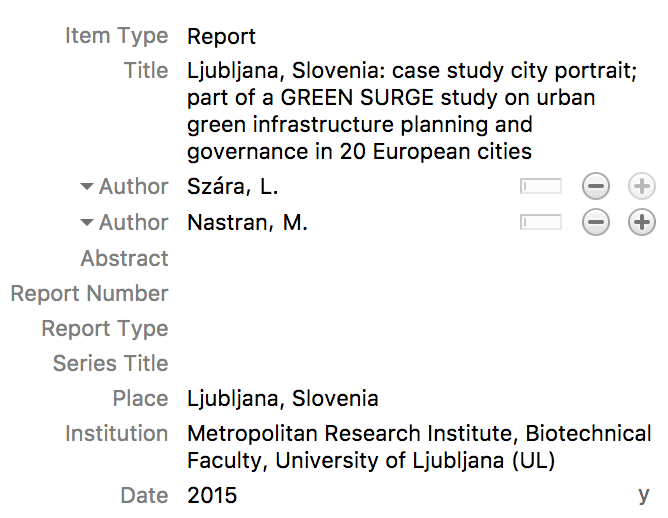 Item Type Report
Title Ljubljana, Slovenia: case study city portrait;
part of a GREEN SURGE study on urban
green infrastructure planning and
governance in 20 European cities
Author Szára, L.
Author Nastran, M.
Abstract
Report Number
Report Type
Series Title
Place Ljubljana, Slovenia
Institution Metropolitan Research Institute, Biotechnical
Faculty, University of Ljubljana (UL)
Date 2015 y